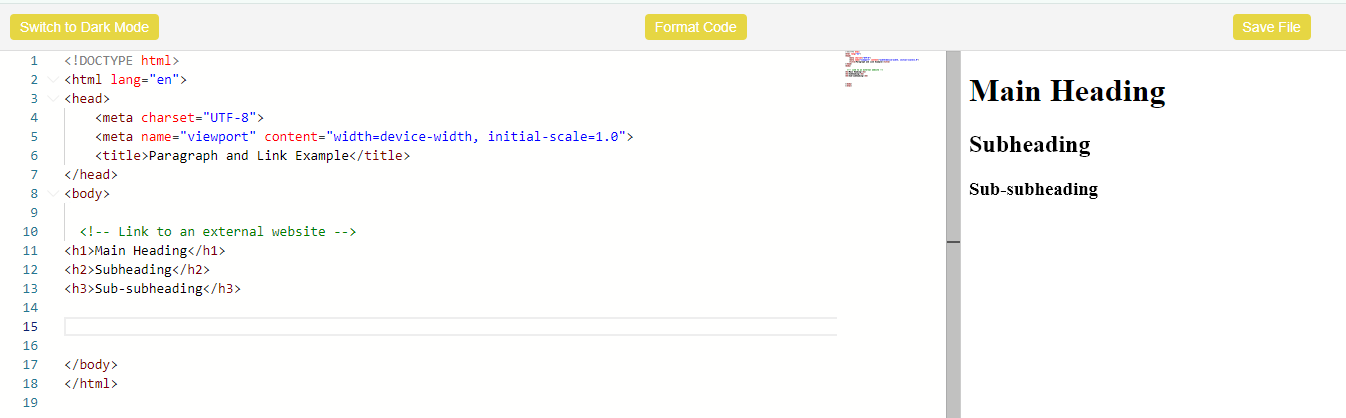 Switch to Dark Mode
Format Code
Save File
1 <!DOCTYPE html>
2 <html lang="en">
3 <head>
4     <meta charset="UTF-8">
5     <meta name="viewport" content="width=device-width, initial-scale=1.0">
6     <title>Paragraph and Link Example</title>
7 </head>
8 <body>
9
10   <!-- Link to an external website -->
11 <h1>Main Heading</h1>
12 <h2>Subheading</h2>
13 <h3>Sub-subheading</h3>
14
15
16
17 </body>
18 </html>
19
Main Heading
Subheading
Sub-subheading